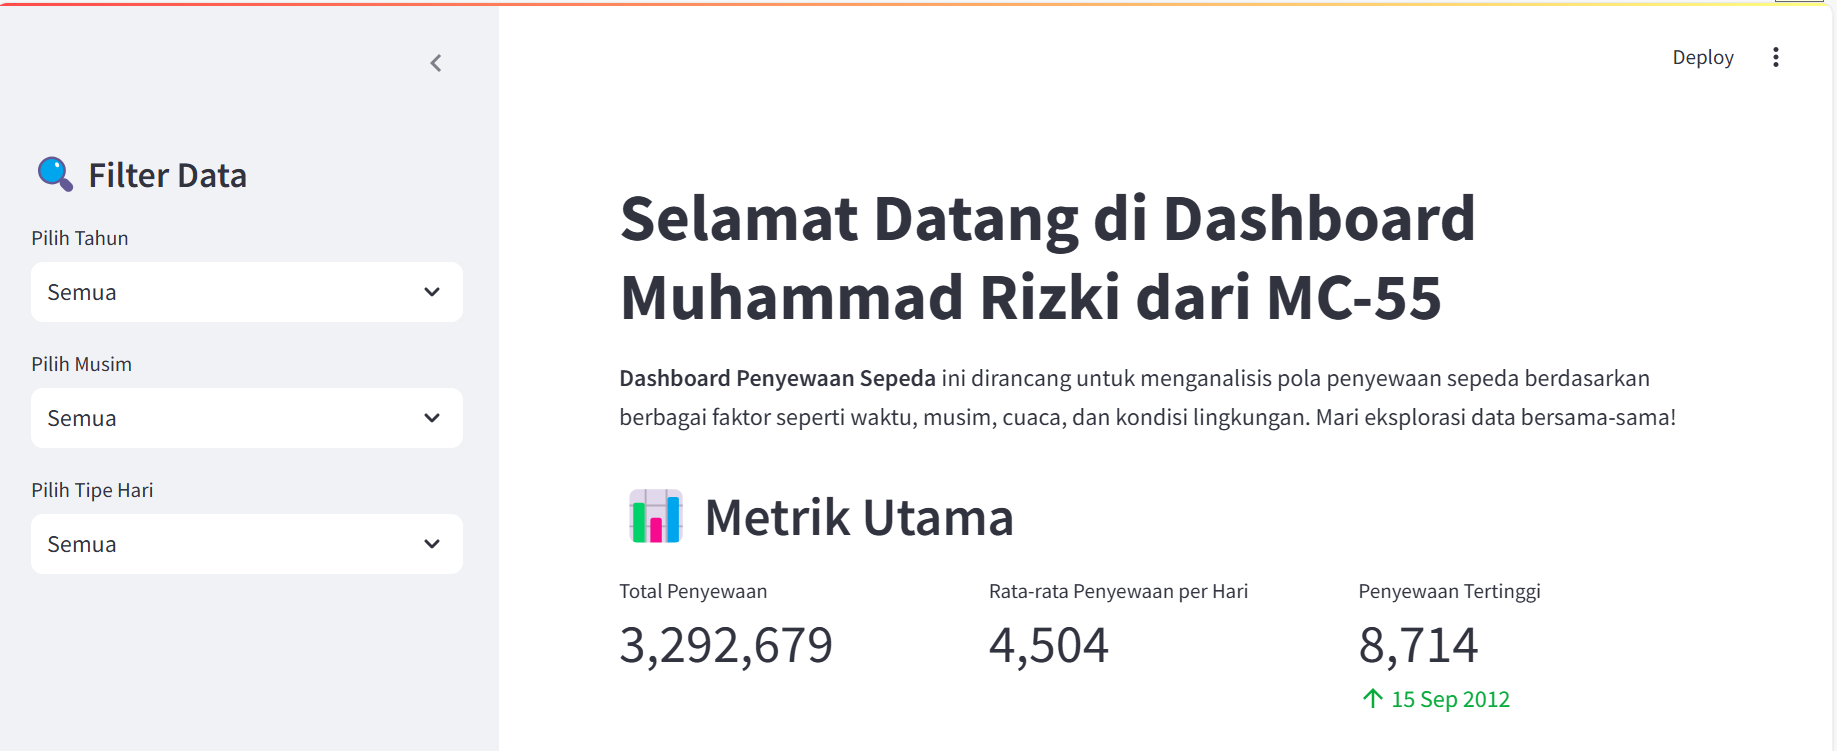 Deploy
Filter Data
Pilih Tahun
Semua
Pilih Musim
Semua
Pilih Tipe Hari
Semua
Selamat Datang di Dashboard
Muhammad Rizki dari MC-55
Dashboard Penyewaan Sepeda ini dirancang untuk menganalisis pola penyewaan sepeda berdasarkan
berbagai faktor seperti waktu, musim, cuaca, dan kondisi lingkungan. Mari eksplorasi data bersama-sama!
Metrik Utama
Total Penyewaan
3,292,679
Rata-rata Penyewaan per Hari
4,504
Penyewaan Tertinggi
8,714
↑ 15 Sep 2012